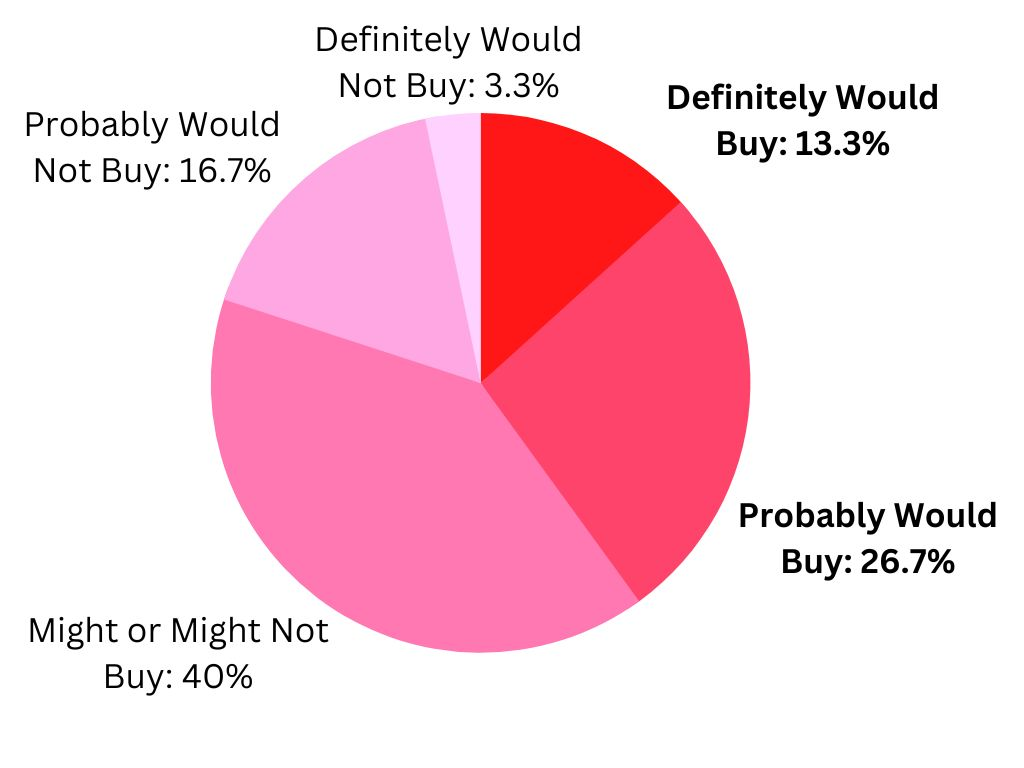 Definitely Would
Not Buy: 3.3%
Definitely Would
Buy: 13.3%
Probably Would
Not Buy: 16.7%
Probably Would
Buy: 26.7%
Might or Might Not
Buy: 40%